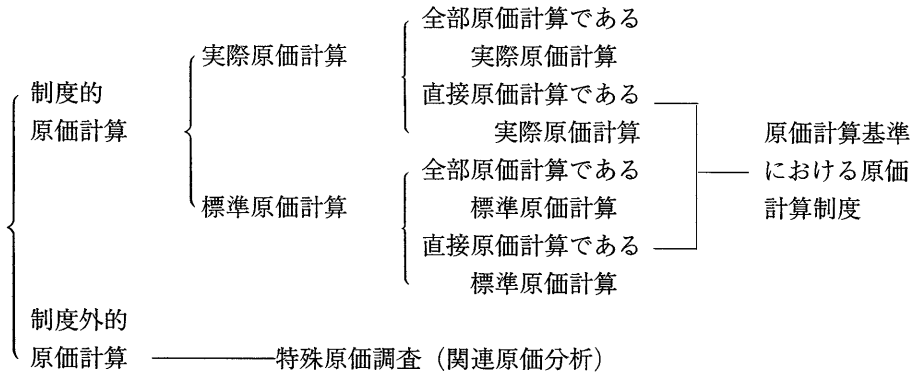 全部原価計算である
実際原価計算
実際原価計算
制度的
原価計算
直接原価計算である
実際原価計算
原価計算基準
における原価
計算制度
全部原価計算である
標準原価計算
標準原価計算
直接原価計算である
標準原価計算
制度外的
原価計算
特殊原価調査（関連原価分析）